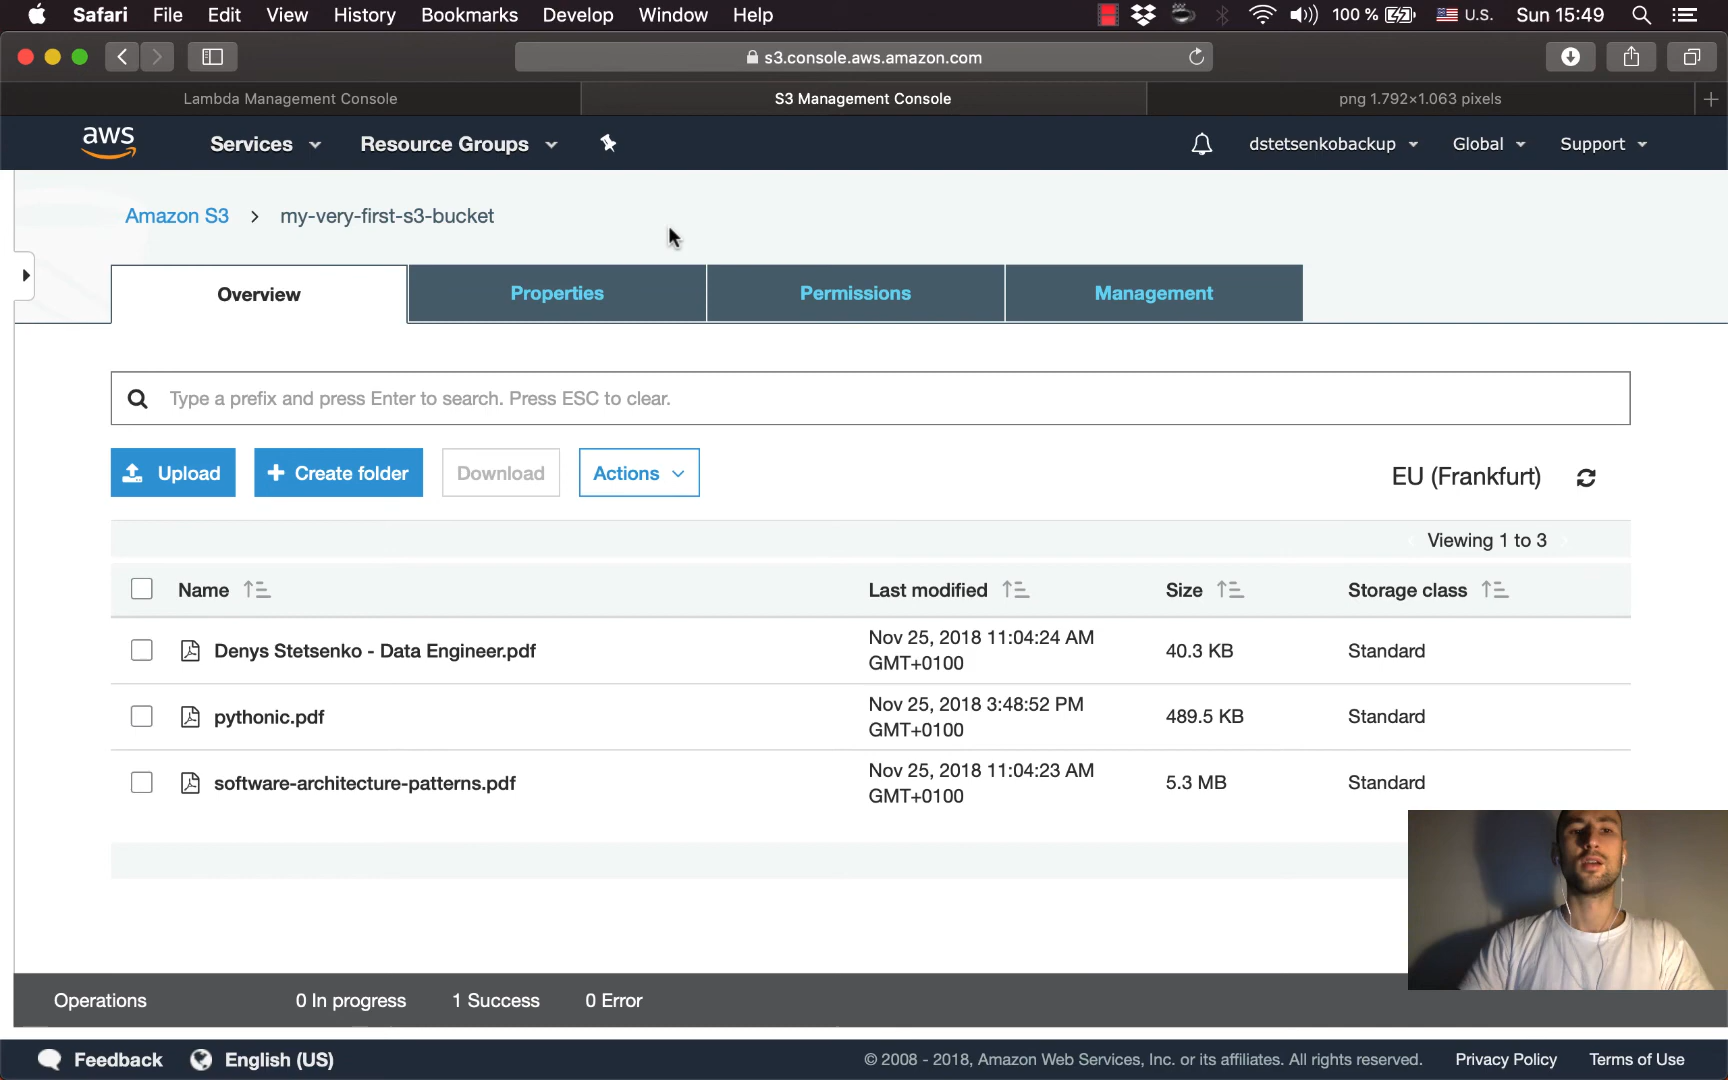 Safari File Edit View History Bookmarks Develop Window Help 100 % U.S. Sun 15:49
s3.console.aws.amazon.com
Lambda Management Console S3 Management Console png 1.792×1.063 pixels
aws Services Resource Groups dstetsenkobackup Global Support
Amazon S3 > my-very-first-s3-bucket
Overview Properties Permissions Management
Type a prefix and press Enter to search. Press ESC to clear.
Upload + Create folder Download Actions EU (Frankfurt)
Viewing 1 to 3
Name Last modified Size Storage class
Denys Stetsenko - Data Engineer.pdf Nov 25, 2018 11:04:24 AM GMT+0100 40.3 KB Standard
pythonic.pdf Nov 25, 2018 3:48:52 PM GMT+0100 489.5 KB Standard
software-architecture-patterns.pdf Nov 25, 2018 11:04:23 AM GMT+0100 5.3 MB Standard
Operations 0 In progress 1 Success 0 Error
Feedback English (US) © 2008 - 2018, Amazon Web Services, Inc. or its affiliates. All rights reserved. Privacy Policy Terms of Use